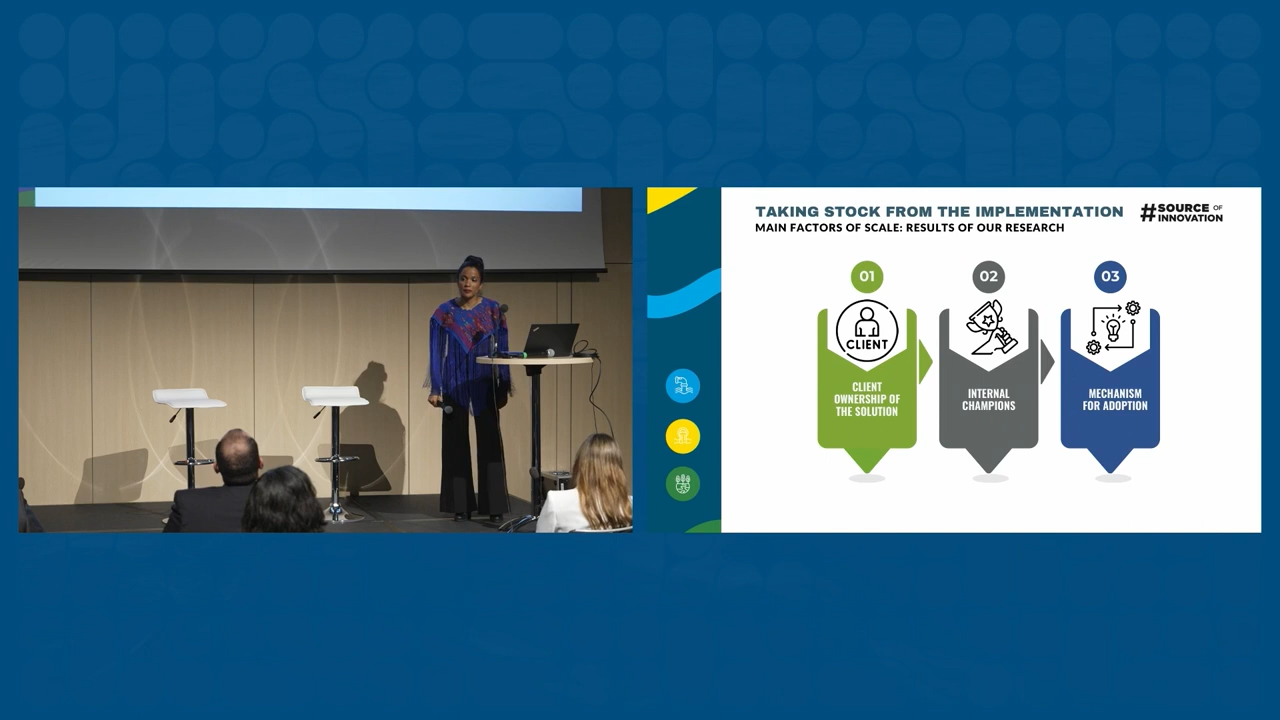 TAKING STOCK FROM THE IMPLEMENTATION
MAIN FACTORS OF SCALE: RESULTS OF OUR RESEARCH
#SOURCE OF
INNOVATION
01
02
03
CLIENT
CLIENT
OWNERSHIP OF
THE SOLUTION
INTERNAL
CHAMPIONS
MECHANISM
FOR ADOPTION